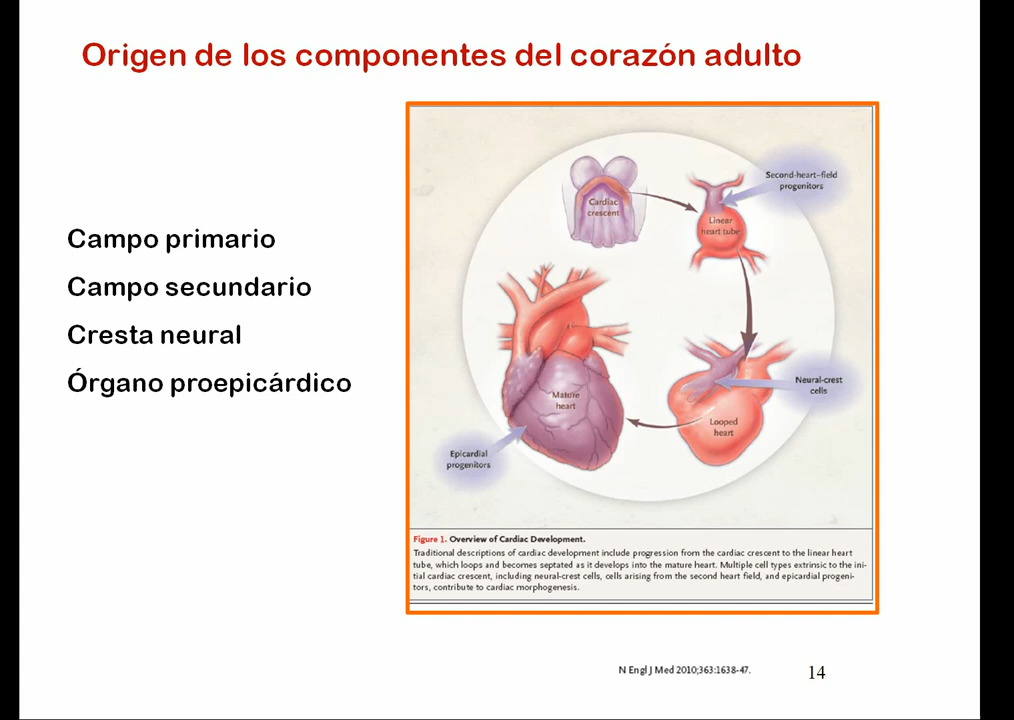 Origen de los componentes del corazón adulto
Campo primario
Campo secundario
Cresta neural
Órgano proepicárdico
Cardiac
crescent
Second-heart–field
progenitors
Linear
heart tube
Neural-crest
cells
Looped
heart
Mature
heart
Epicardial
progenitors
Figure 1. Overview of Cardiac Development.
Traditional descriptions of cardiac development include progression from the cardiac crescent to the linear heart
tube, which loops and becomes septated as it develops into the mature heart. Multiple cell types extrinsic to the ini-
tial cardiac crescent, including neural-crest cells, cells arising from the second heart field, and epicardial progeni-
tors, contribute to cardiac morphogenesis.
N Engl J Med 2010;363:1638-47.
14